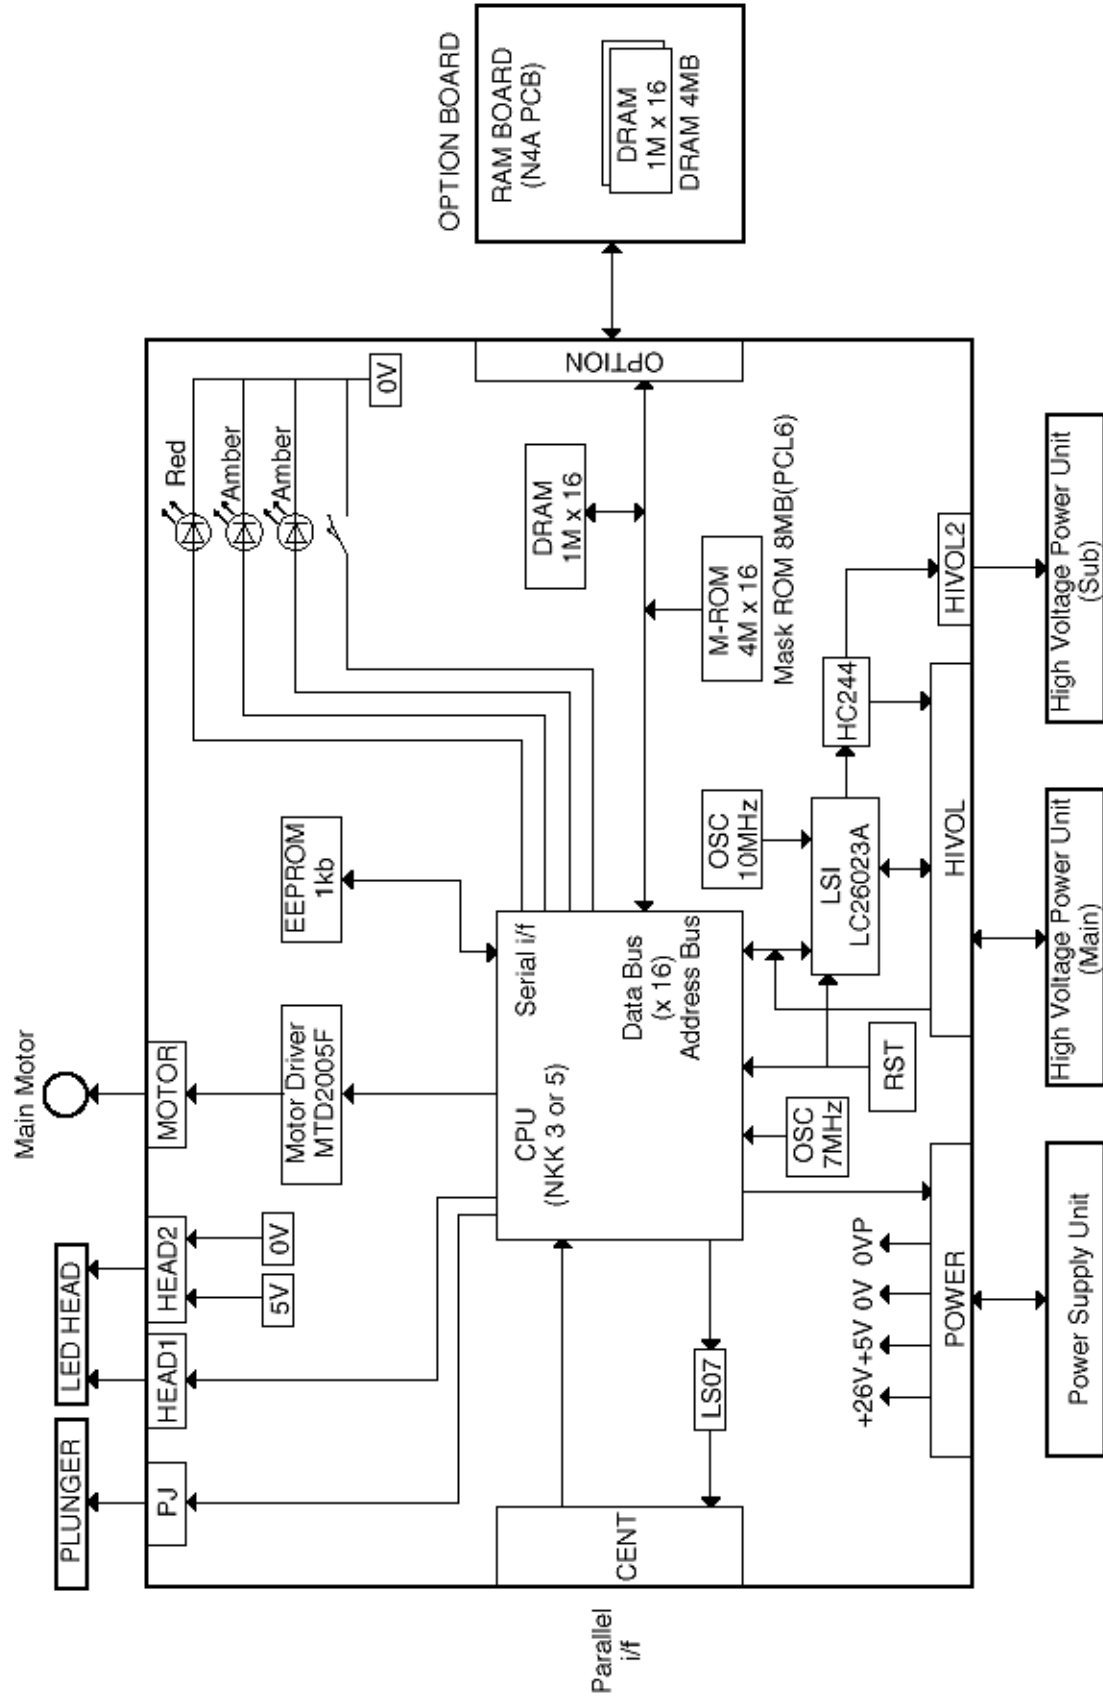 Main Motor
PLUNGER
LED HEAD
PJ
HEAD1
HEAD2
MOTOR
5V
0V
Motor Driver
MTD2005F
EEPROM
1kb
Red
Amber
Amber
0V
OPTION BOARD
RAM BOARD
(N4A PCB)
DRAM
1M x 16
DRAM 4MB
OPTION
DRAM
1M x 16
M-ROM
4M x 16
Mask ROM 8MB(PCL6)
Parallel
i/f
CENT
LS07
CPU
(NKK 3 or 5)
Serial i/f
Data Bus
(x 16)
Address Bus
OSC
7MHz
RST
OSC
10MHz
LSI
LC26023A
HC244
+26V
+5V
0V
0VP
POWER
HIVOL
HIVOL2
Power Supply Unit
High Voltage Power Unit
(Main)
High Voltage Power Unit
(Sub)